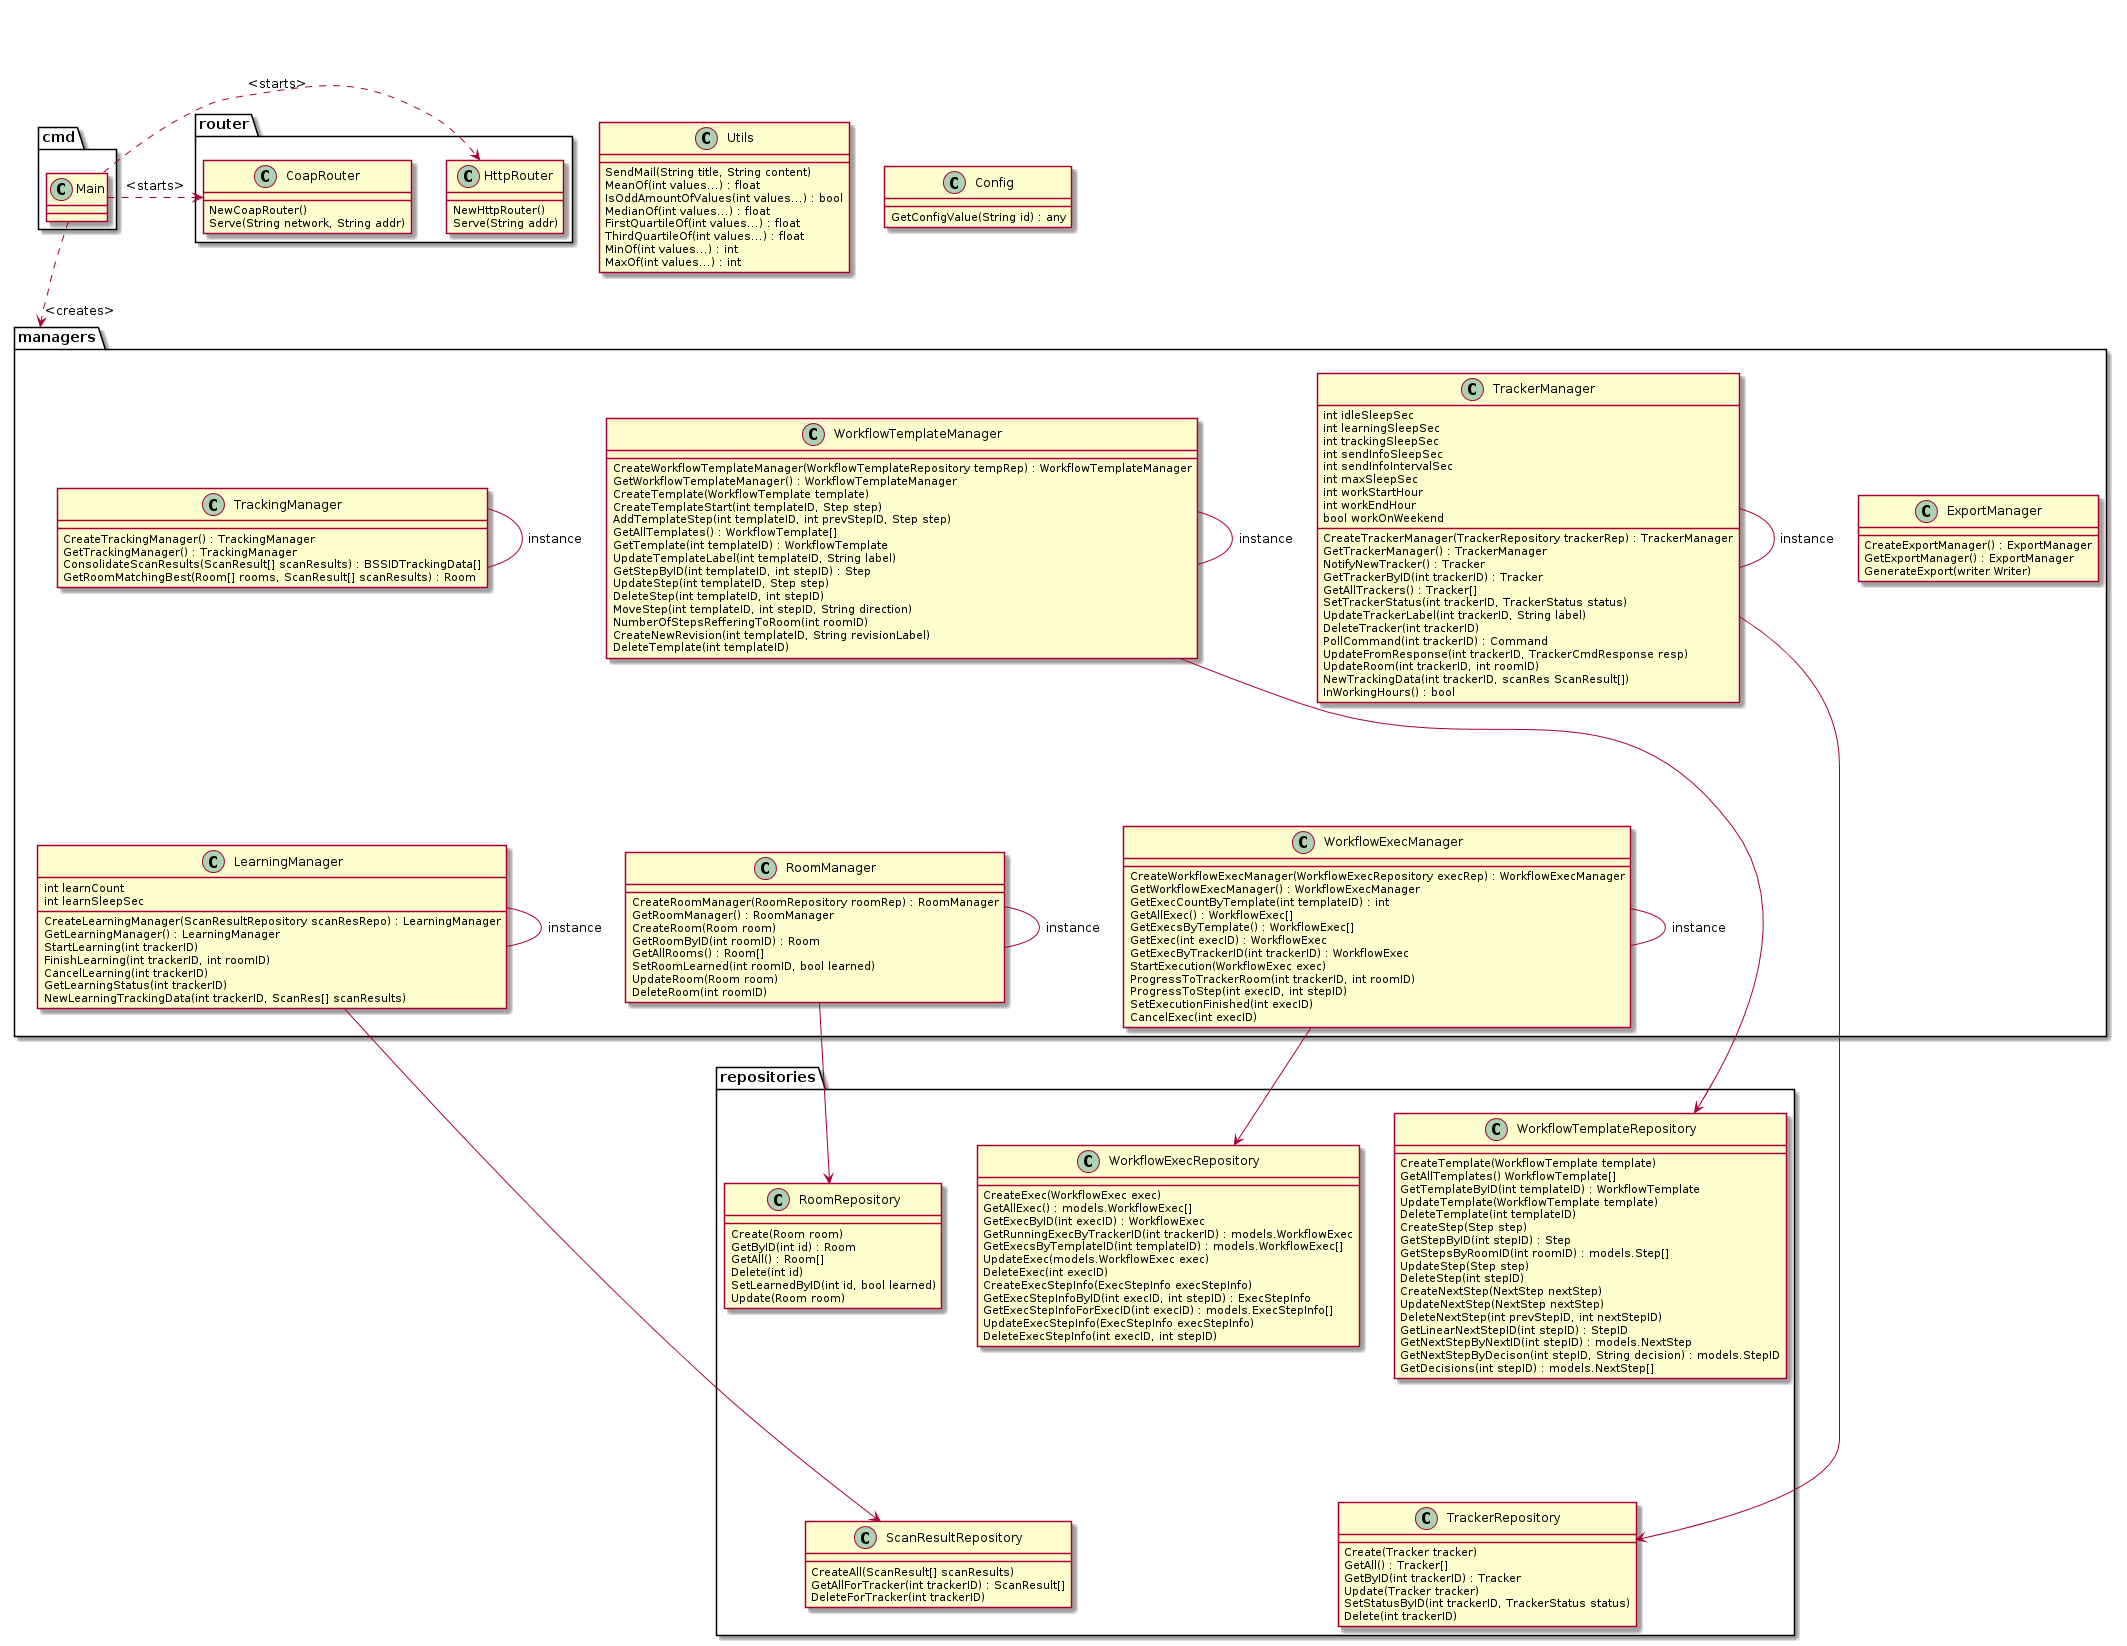 <starts>
cmd
Main
<starts>
router
CoapRouter
NewCoapRouter()
Serve(String network, String addr)
HttpRouter
NewHttpRouter()
Serve(String addr)
Utils
SendMail(String title, String content)
MeanOf(int values...) : float
IsOddAmountOfValues(int values...) : bool
MedianOf(int values...) : float
FirstQuartileOf(int values...) : float
ThirdQuartileOf(int values...) : float
MinOf(int values...) : int
MaxOf(int values...) : int
Config
GetConfigValue(String id) : any
<creates>
managers
TrackingManager
CreateTrackingManager() : TrackingManager
GetTrackingManager() : TrackingManager
ConsolidateScanResults(ScanResult[] scanResults) : BSSIDTrackingData[]
GetRoomMatchingBest(Room[] rooms, ScanResult[] scanResults) : Room
instance
WorkflowTemplateManager
CreateWorkflowTemplateManager(WorkflowTemplateRepository tempRep) : WorkflowTemplateManager
GetWorkflowTemplateManager() : WorkflowTemplateManager
CreateTemplate(WorkflowTemplate template)
CreateTemplateStart(int templateID, Step step)
AddTemplateStep(int templateID, int prevStepID, Step step)
GetAllTemplates() : WorkflowTemplate[]
GetTemplate(int templateID) : WorkflowTemplate
UpdateTemplateLabel(int templateID, String label)
GetStepByID(int templateID, int stepID) : Step
UpdateStep(int templateID, Step step)
DeleteStep(int templateID, int stepID)
MoveStep(int templateID, int stepID, String direction)
NumberOfStepsRefferingToRoom(int roomID)
CreateNewRevision(int templateID, String revisionLabel)
DeleteTemplate(int templateID)
instance
TrackerManager
int idleSleepSec
int learningSleepSec
int trackingSleepSec
int sendInfoSleepSec
int sendInfoIntervalSec
int maxSleepSec
int workStartHour
int workEndHour
bool workOnWeekend
CreateTrackerManager(TrackerRepository trackerRep) : TrackerManager
GetTrackerManager() : TrackerManager
NotifyNewTracker() : Tracker
GetTrackerByID(int trackerID) : Tracker
GetAllTrackers() : Tracker[]
SetTrackerStatus(int trackerID, TrackerStatus status)
UpdateTrackerLabel(int trackerID, String label)
DeleteTracker(int trackerID)
PollCommand(int trackerID) : Command
UpdateFromResponse(int trackerID, TrackerCmdResponse resp)
UpdateRoom(int trackerID, int roomID)
NewTrackingData(int trackerID, scanRes ScanResult[])
InWorkingHours() : bool
instance
ExportManager
CreateExportManager() : ExportManager
GetExportManager() : ExportManager
GenerateExport(writer Writer)
LearningManager
int learnCount
int learnSleepSec
CreateLearningManager(ScanResultRepository scanResRepo) : LearningManager
GetLearningManager() : LearningManager
StartLearning(int trackerID)
FinishLearning(int trackerID, int roomID)
CancelLearning(int trackerID)
GetLearningStatus(int trackerID)
NewLearningTrackingData(int trackerID, ScanRes[] scanResults)
instance
RoomManager
CreateRoomManager(RoomRepository roomRep) : RoomManager
GetRoomManager() : RoomManager
CreateRoom(Room room)
GetRoomByID(int roomID) : Room
GetAllRooms() : Room[]
SetRoomLearned(int roomID, bool learned)
UpdateRoom(Room room)
DeleteRoom(int roomID)
instance
WorkflowExecManager
CreateWorkflowExecManager(WorkflowExecRepository execRep) : WorkflowExecManager
GetWorkflowExecManager() : WorkflowExecManager
GetExecCountByTemplate(int templateID) : int
GetAllExec() : WorkflowExec[]
GetExecsByTemplate() : WorkflowExec[]
GetExec(int execID) : WorkflowExec
GetExecByTrackerID(int trackerID) : WorkflowExec
StartExecution(WorkflowExec exec)
ProgressToTrackerRoom(int trackerID, int roomID)
ProgressToStep(int execID, int stepID)
SetExecutionFinished(int execID)
CancelExec(int execID)
instance
repositories
RoomRepository
Create(Room room)
GetByID(int id) : Room
GetAll() : Room[]
Delete(int id)
SetLearnedByID(int id, bool learned)
Update(Room room)
WorkflowExecRepository
CreateExec(WorkflowExec exec)
GetAllExec() : models.WorkflowExec[]
GetExecByID(int execID) : WorkflowExec
GetRunningExecByTrackerID(int trackerID) : models.WorkflowExec
GetExecsByTemplateID(int templateID) : models.WorkflowExec[]
UpdateExec(models.WorkflowExec exec)
DeleteExec(int execID)
CreateExecStepInfo(ExecStepInfo execStepInfo)
GetExecStepInfoByID(int execID, int stepID) : ExecStepInfo
GetExecStepInfoForExecID(int execID) : models.ExecStepInfo[]
UpdateExecStepInfo(ExecStepInfo execStepInfo)
DeleteExecStepInfo(int execID, int stepID)
WorkflowTemplateRepository
CreateTemplate(WorkflowTemplate template)
GetAllTemplates() WorkflowTemplate[]
GetTemplateByID(int templateID) : WorkflowTemplate
UpdateTemplate(WorkflowTemplate template)
DeleteTemplate(int templateID)
CreateStep(Step step)
GetStepByID(int stepID) : Step
GetStepsByRoomID(int roomID) : models.Step[]
UpdateStep(Step step)
DeleteStep(int stepID)
CreateNextStep(NextStep nextStep)
UpdateNextStep(NextStep nextStep)
DeleteNextStep(int prevStepID, int nextStepID)
GetLinearNextStepID(int stepID) : StepID
GetNextStepByNextID(int stepID) : models.NextStep
GetNextStepByDecison(int stepID, String decision) : models.StepID
GetDecisions(int stepID) : models.NextStep[]
ScanResultRepository
CreateAll(ScanResult[] scanResults)
GetAllForTracker(int trackerID) : ScanResult[]
DeleteForTracker(int trackerID)
TrackerRepository
Create(Tracker tracker)
GetAll() : Tracker[]
GetByID(int trackerID) : Tracker
Update(Tracker tracker)
SetStatusByID(int trackerID, TrackerStatus status)
Delete(int trackerID)